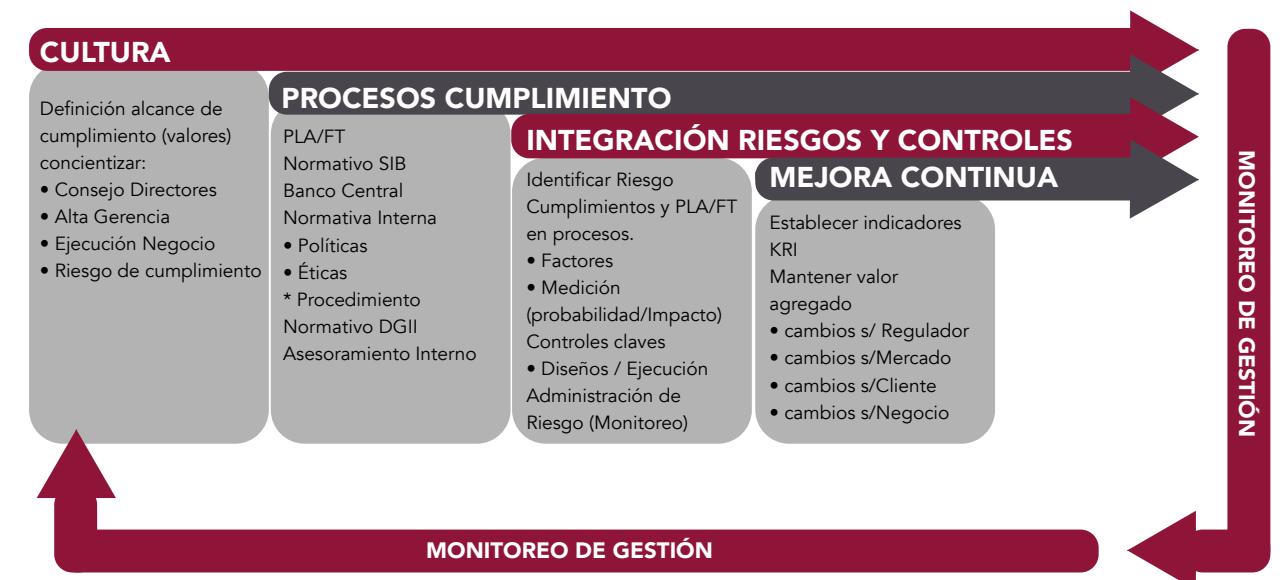 CULTURA
Definición alcance de
cumplimiento (valores)
concientizar:
• Consejo Directores
• Alta Gerencia
• Ejecución Negocio
• Riesgo de cumplimiento
PROCESOS CUMPLIMIENTO
PLA/FT
Normativo SIB
Banco Central
Normativa Interna
• Políticas
• Éticas
* Procedimiento
Normativo DGII
Asesoramiento Interno
INTEGRACIÓN RIESGOS Y CONTROLES
Identificar Riesgo
Cumplimientos y PLA/FT
en procesos.
• Factores
• Medición
(probabilidad/Impacto)
Controles claves
• Diseños / Ejecución
Administración de
Riesgo (Monitoreo)
MEJORA CONTINUA
Establecer indicadores
KRI
Mantener valor
agregado
• cambios s/ Regulador
• cambios s/Mercado
• cambios s/Cliente
• cambios s/Negocio
MONITOREO DE GESTIÓN
MONITOREO DE GESTIÓN